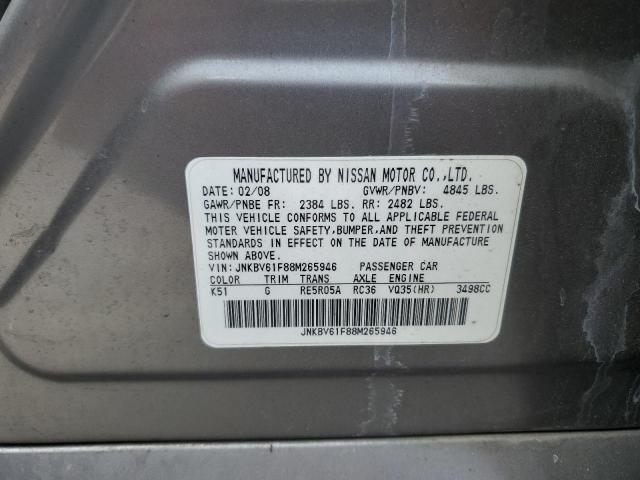 MANUFACTURED BY NISSAN MOTOR CO.,LTD.
DATE: 02/08 GVWR/PNBV: 4845 LBS.
GAWR/PNBE FR: 2384 LBS. RR: 2482 LBS.
THIS VEHICLE CONFORMS TO ALL APPLICABLE FEDERAL
MOTER VEHICLE SAFETY,BUMPER,AND THEFT PREVENTION
STANDARDS IN EFFECT ON THE DATE OF MANUFACTURE
SHOWN ABOVE.
VIN: JNKBV61F88M265946 PASSENGER CAR
COLOR TRIM TRANS AXLE ENGINE
K51 G RE5R05A RC36 VQ35(HR) 3498CC
JNKBV61F88M265946